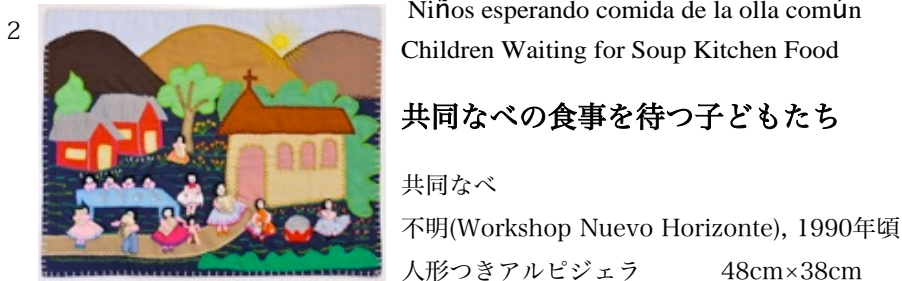 2
Niños esperando comida de la olla común
Children Waiting for Soup Kitchen Food
共同なべの食事を待つ子どもたち
共同なべ
不明(Workshop Nuevo Horizonte), 1990年頃
人形つきアルピジェラ 48cm×38cm